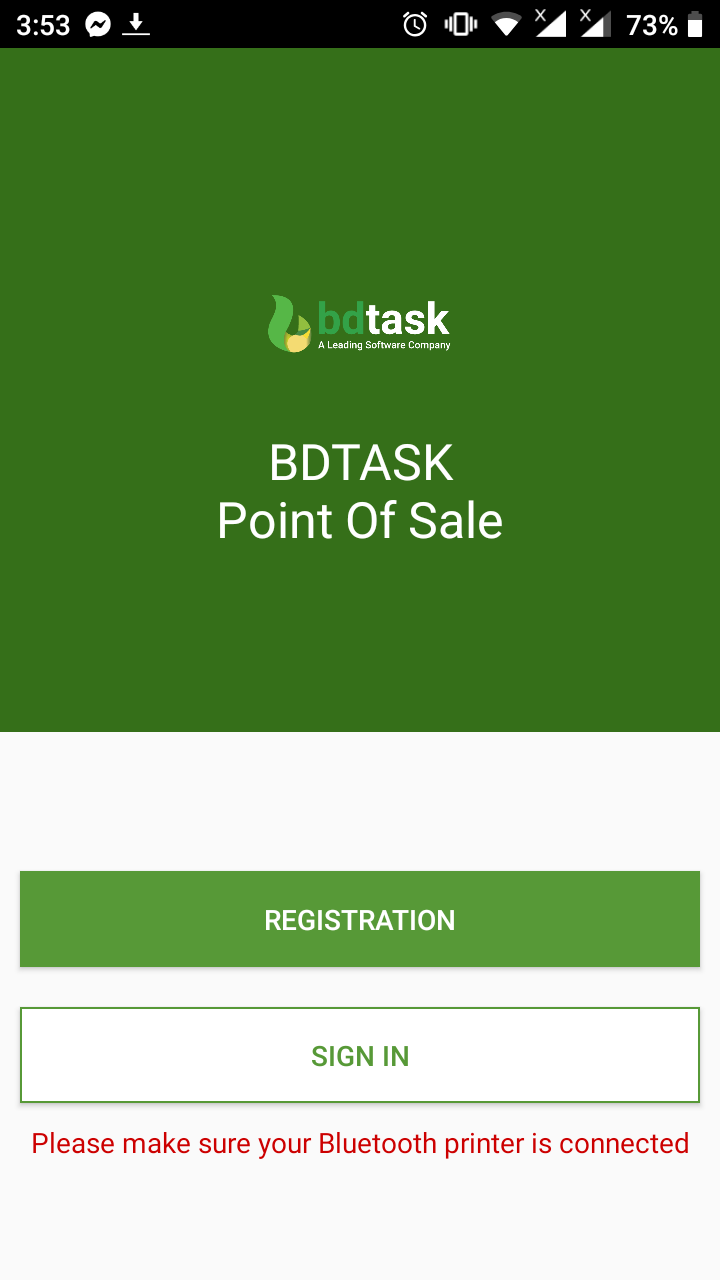 3:53
X
X
73%
bdtask
A Leading Software Company
BDTASK
Point Of Sale
REGISTRATION
SIGN IN
Please make sure your Bluetooth printer is connected